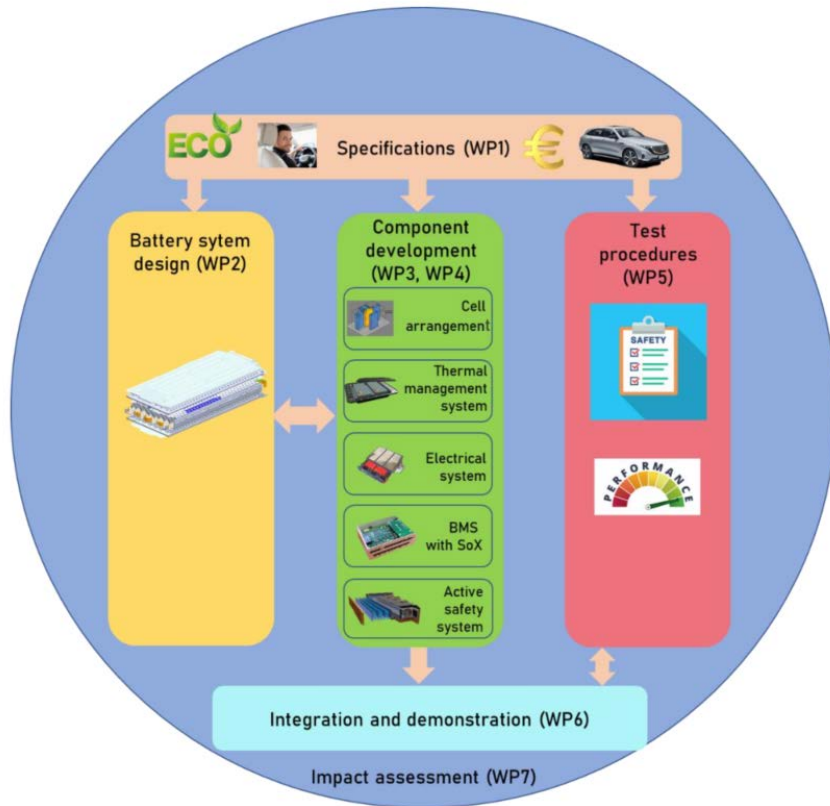 ECO
Specifications (WP1)
€
Battery sytem
design (WP2)
Component
development
(WP3, WP4)
Cell
arrangement
Thermal
management
system
Electrical
system
BMS
with SoX
Active
safety
system
Test
procedures
(WP5)
SAFETY
PERFORMANCE
Integration and demonstration (WP6)
Impact assessment (WP7)